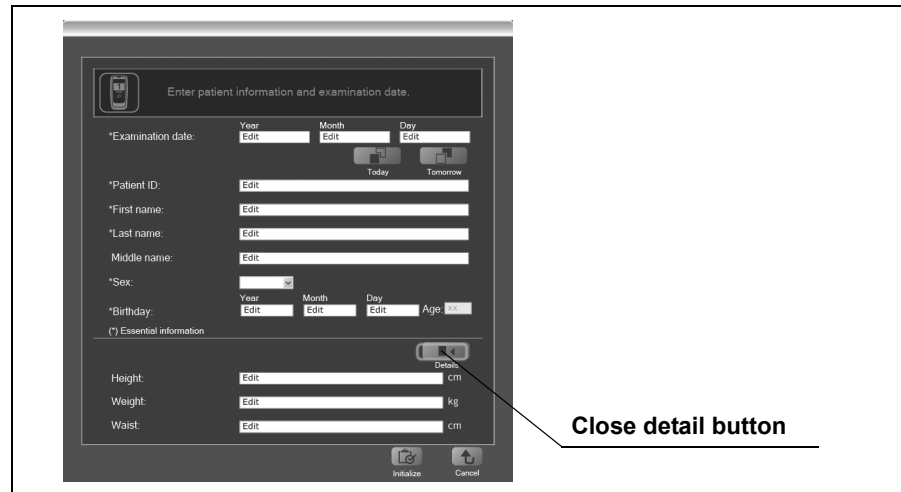 Enter patient information and examination date.
Year Month Day
*Examination date: Edit Edit Edit
Today Tomorrow
*Patient ID: Edit
*First name: Edit
*Last name: Edit
Middle name: Edit
*Sex:
Year Month Day
*Birthday: Edit Edit Edit Age: xx
(*) Essential information
Details
Height: Edit cm
Weight: Edit kg
Waist: Edit cm
Close detail button
Initialize Cancel